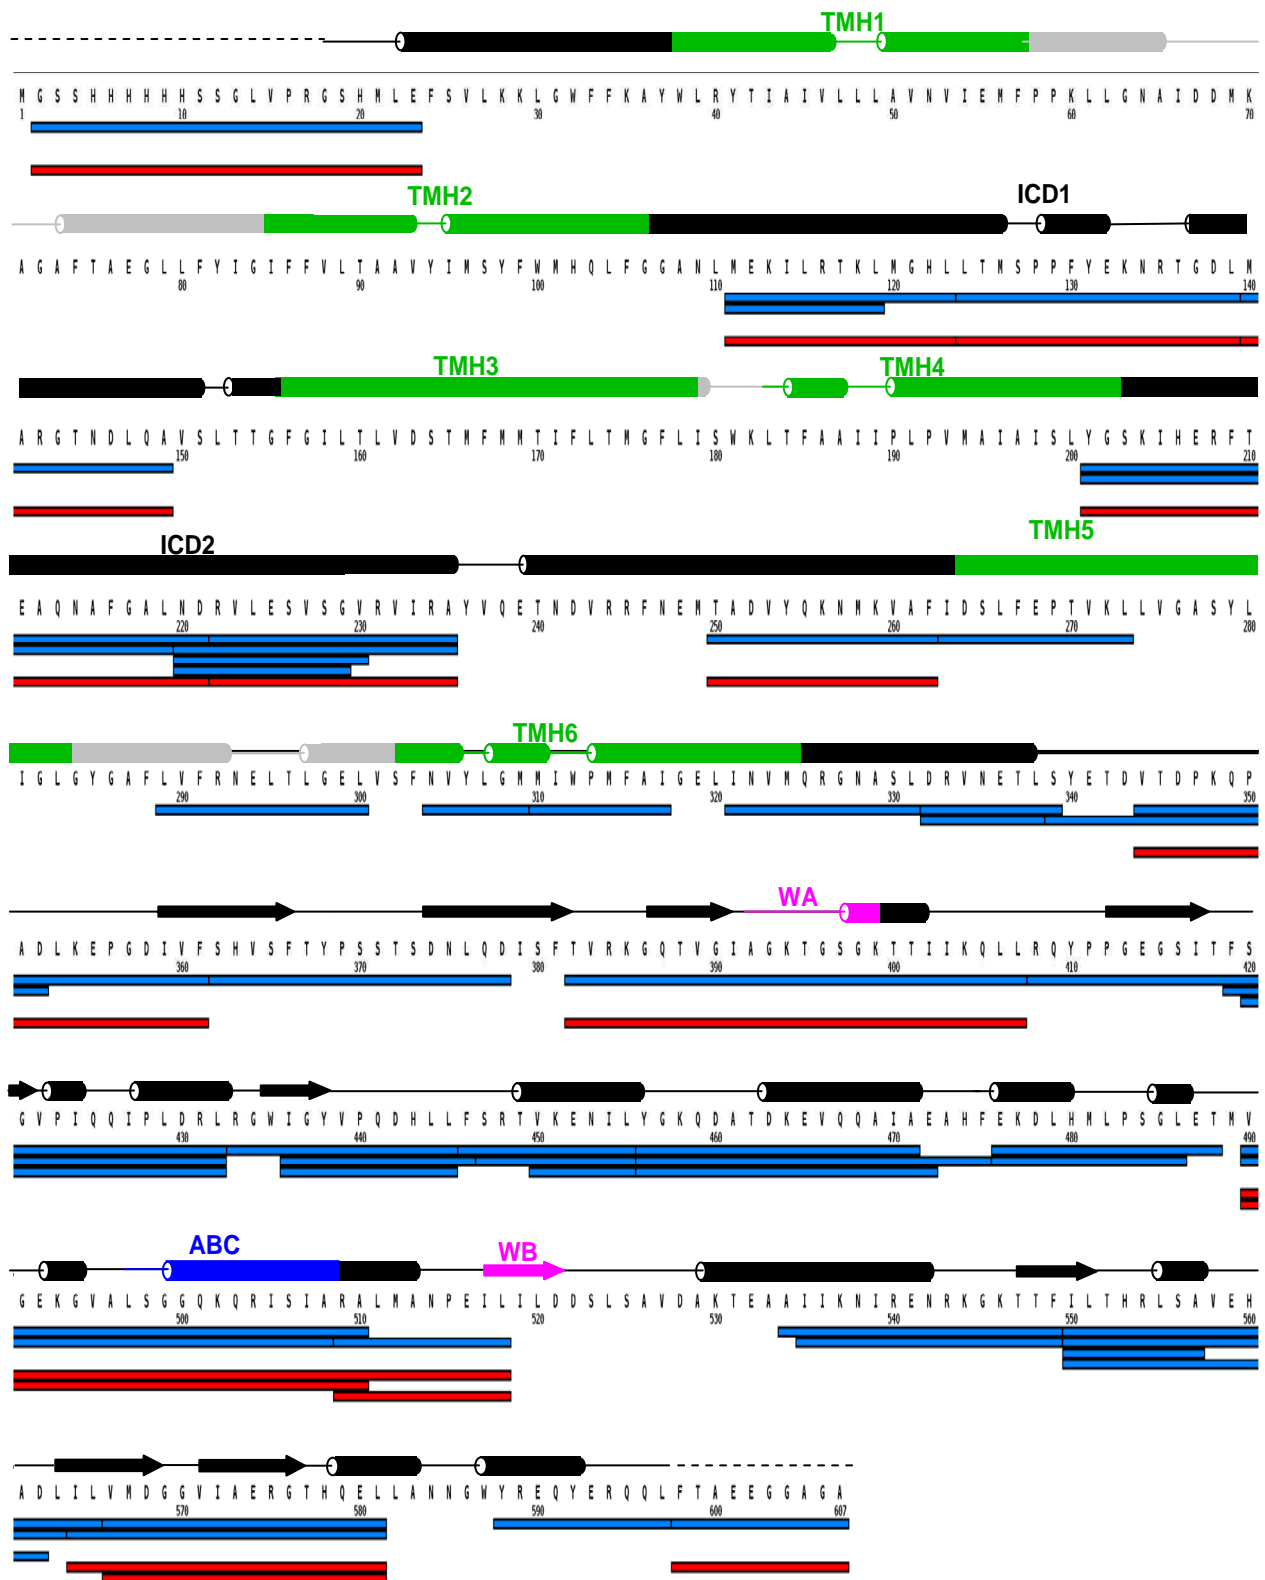 TMH1
M G S S H H H H H H S S G L V P R G S H M L E F S V L K K L G W F F K A Y W L R Y T I A I V L L L A V N V I E M F P P K L L G N A I D D M K
1 10 20 30 40 50 60 70
TMH2 ICD1
A G A F T A E G L L F Y I G I F F V L T A A V Y I M S Y F W M H Q L F G G A N L M E K I L R T K L M G H L L T M S P P F Y E K N R T G D L M
80 90 100 110 120 130 140
TMH3 TMH4
A R G T N D L Q A V S L T T G F G I L T L V D S T M F M M T I F L T M G F L I S W K L T F A A I I P L P V M A I A I S L Y G S K I H E R F T
150 160 170 180 190 200 210
ICD2 TMH5
E A Q N A F G A L N D R V L E S V S G V R V I R A Y V Q E T N D V R R F N E M T A D V Y Q K N M K V A F I D S L F E P T V K L L V G A S Y L
220 230 240 250 260 270 280
TMH6
I G L G Y G A F L V F R N E L T L G E L V S F N V Y L G M M I W P M F A I G E L I N V M Q R G N A S L D R V N E T L S Y E T D V T D P K Q P
290 300 310 320 330 340 350
WA
A D L K E P G D I V F S H V S F T Y P S S T S D N L Q D I S F T V R K G Q T V G I A G K T G S G K T T I I K Q L L R Q Y P P G E G S I T F S
360 370 380 390 400 410 420
G V P I Q Q I P L D R L R G W I G Y V P Q D H L L F S R T V K E N I L Y G K Q D A T D K E V Q Q A I A E A H F E K D L H M L P S G L E T M V
430 440 450 460 470 480 490
ABC WB
G E K G V A L S G G Q K Q R I S I A R A L M A N P E I L I L D D S L S A V D A K T E A A I I K N I R E N R K G K T T F I L T H R L S A V E H
500 510 520 530 540 550 560
A D L I L V M D G G V I A E R G T H Q E L L A N N G W Y R E Q Y E R Q Q L F T A E E G G A G A
570 580 590 600 607